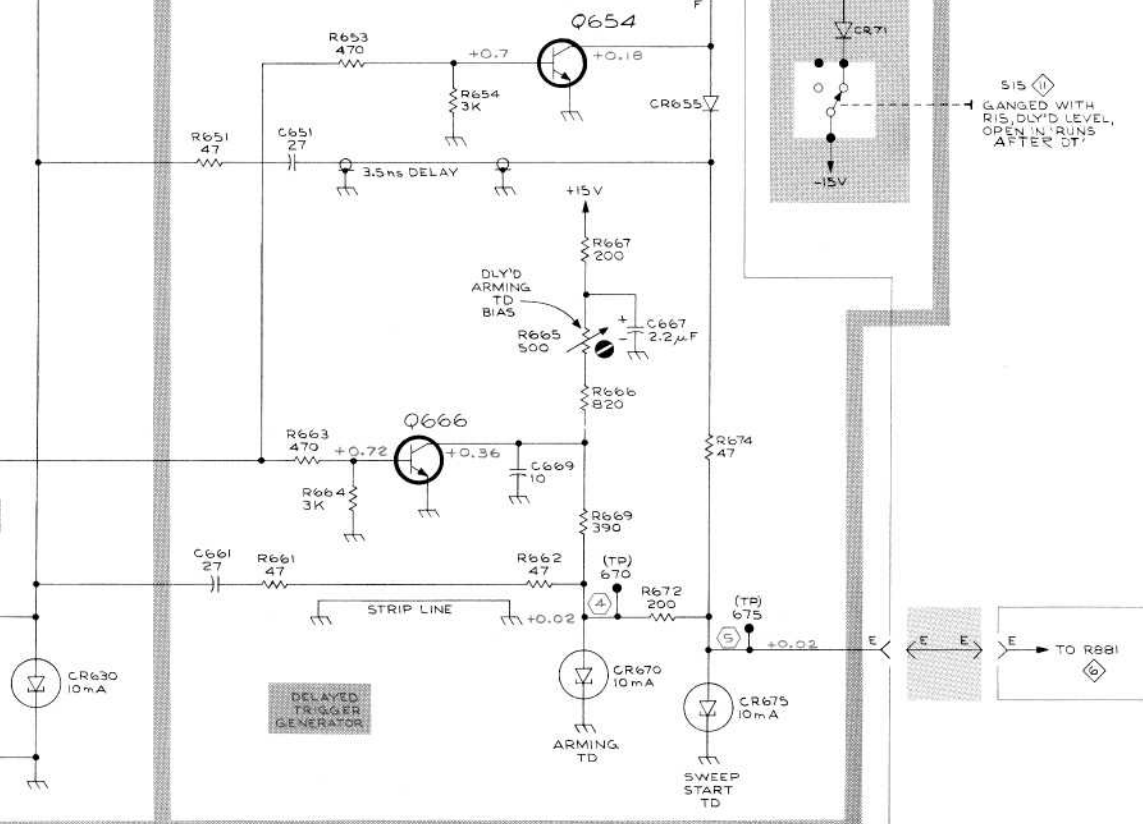 F
Q654
R653
470
+0.7
+0.18
CR71
R654
3K
CR655
S15 11
GANGED WITH
R15, DLY'D LEVEL,
OPEN IN 'RUNS
AFTER DT'
R651
47
C651
27
3.5ns DELAY
-15V
+15V
R667
200
DLY'D
ARMING
TD
BIAS
R665
500
+
-
C667
2.2µF
R666
820
Q666
R663
470
+0.72
+0.36
R674
47
C669
10
R664
3K
R669
390
C661
27
R661
47
R662
47
(TP)
670
R672
200
STRIP LINE
+0.02
4
(TP)
675
5
+0.02
E
E
E
E
TO R881
6
CR630
10mA
CR670
10mA
CR675
10mA
DELAYED
TRIGGER
GENERATOR
ARMING
TD
SWEEP
START
TD